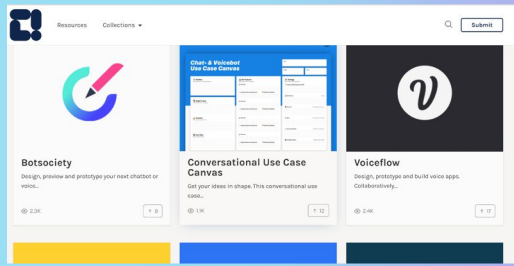 Resources Collections
Submit
Chat- & Voicebot
Use Case Canvas
Botsociety
Design, preview and prototype your next chatbot or
voic...
2.3K
8
Conversational Use Case
Canvas
Get your ideas in shape. This conversational use
case...
1.1K
12
Voiceflow
Design, prototype and build voice apps.
Collaboratively...
2.4K
17